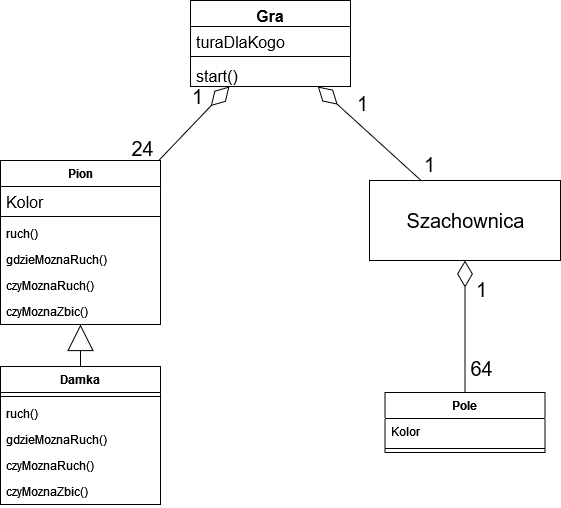 Gra
turaDlaKogo
start()
1
1
24
1
Pion
Kolor
ruch()
gdzieMoznaRuch()
czyMoznaRuch()
czyMoznaZbic()
Szachownica
1
64
Damka
ruch()
gdzieMoznaRuch()
czyMoznaRuch()
czyMoznaZbic()
Pole
Kolor